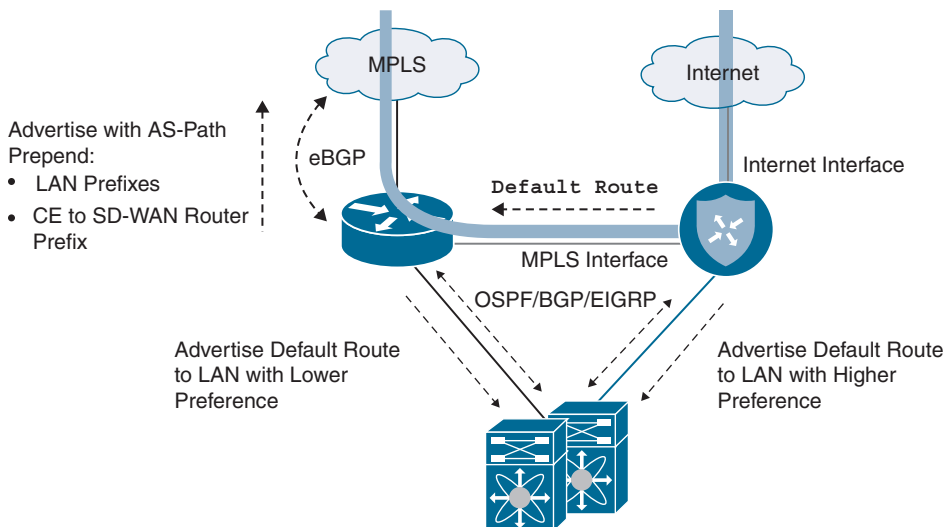 MPLS
Internet
Advertise with AS-Path
Prepend:
• LAN Prefixes
• CE to SD-WAN Router
Prefix
eBGP
Internet Interface
Default Route
MPLS Interface
OSPF/BGP/EIGRP
Advertise Default Route
to LAN with Lower
Preference
Advertise Default Route
to LAN with Higher
Preference